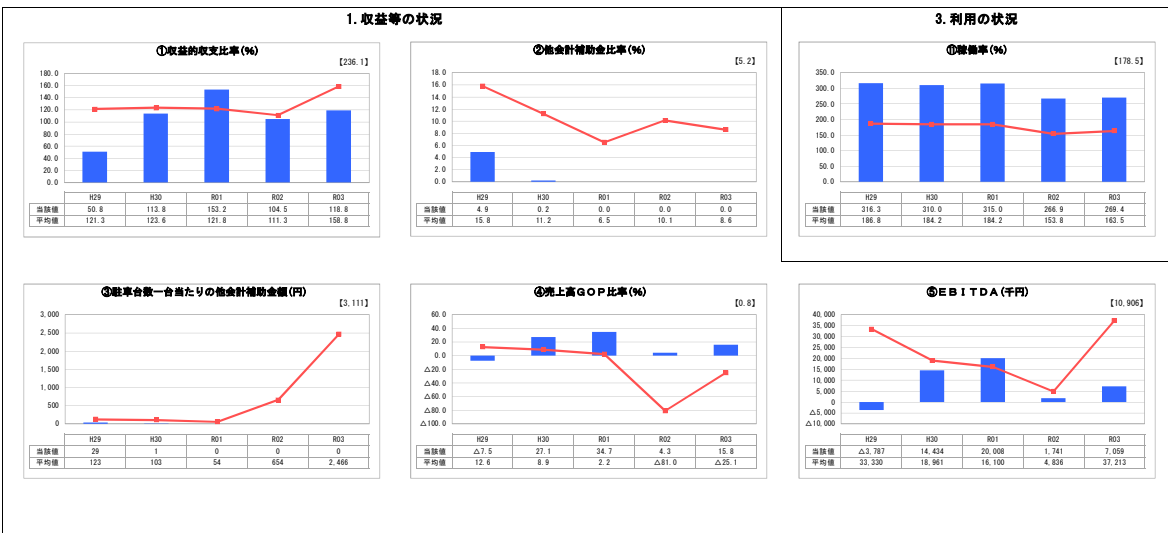 1. 収益等の状況
3. 利用の状況
①収益的収支比率(%)
【236.1】
180.0
160.0
140.0
120.0
100.0
80.0
60.0
40.0
20.0
0.0
H29 H30 R01 R02 R03
当該値 50.8 113.8 153.2 104.5 118.8
平均値 121.3 123.6 121.8 111.3 158.8
②他会計補助金比率(%)
【5.2】
18.0
16.0
14.0
12.0
10.0
8.0
6.0
4.0
2.0
0.0
H29 H30 R01 R02 R03
当該値 4.9 0.2 0.0 0.0 0.0
平均値 15.8 11.2 6.5 10.1 8.6
⑪稼働率(%)
【178.5】
350.0
300.0
250.0
200.0
150.0
100.0
50.0
0.0
H29 H30 R01 R02 R03
当該値 316.3 310.0 315.0 266.9 269.4
平均値 186.8 184.2 184.2 153.8 163.5
③駐車台数一台当たりの他会計補助金額(円)
【3,111】
3,000
2,500
2,000
1,500
1,000
500
0
H29 H30 R01 R02 R03
当該値 29 1 0 0 0
平均値 123 103 54 654 2,466
④売上高GOP比率(%)
【0.8】
60.0
40.0
20.0
0.0
△20.0
△40.0
△60.0
△80.0
△100.0
H29 H30 R01 R02 R03
当該値 △7.5 27.1 34.7 4.3 15.8
平均値 12.6 8.9 2.2 △81.0 △25.1
⑤EBITDA(千円)
【10,906】
40,000
35,000
30,000
25,000
20,000
15,000
10,000
5,000
0
△5,000
△10,000
H29 H30 R01 R02 R03
当該値 △3,787 14,434 20,008 1,741 7,059
平均値 33,330 18,961 16,100 4,836 37,213